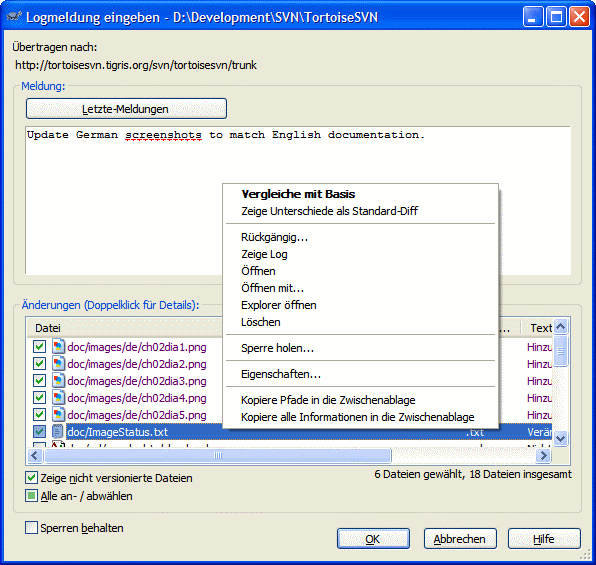 Logmeldung eingeben - D:\Development\SVN\TortoiseSVN
Übertragen nach:
http://tortoisesvn.tigris.org/svn/tortoisesvn/trunk
Meldung:
Letzte-Meldungen
Update German screenshots to match English documentation.
Vergleiche mit Basis
Zeige Unterschiede als Standard-Diff
Rückgängig...
Zeige Log
Öffnen
Öffnen mit...
Explorer öffnen
Löschen
Sperre holen...
Eigenschaften...
Kopiere Pfade in die Zwischenablage
Kopiere alle Informationen in die Zwischenablage
Änderungen (Doppelklick für Details):
Datei ... Text
doc/images/de/ch02dia1.png Hinzu
doc/images/de/ch02dia2.png Hinzu
doc/images/de/ch02dia3.png Hinzu
doc/images/de/ch02dia4.png Hinzu
doc/images/de/ch02dia5.png Hinzu
doc/ImageStatus.txt .txt Verär
Zeige nicht versionierte Dateien
6 Dateien gewählt, 18 Dateien insgesamt
Alle an- / abwählen
Sperren behalten
OK Abbrechen Hilfe